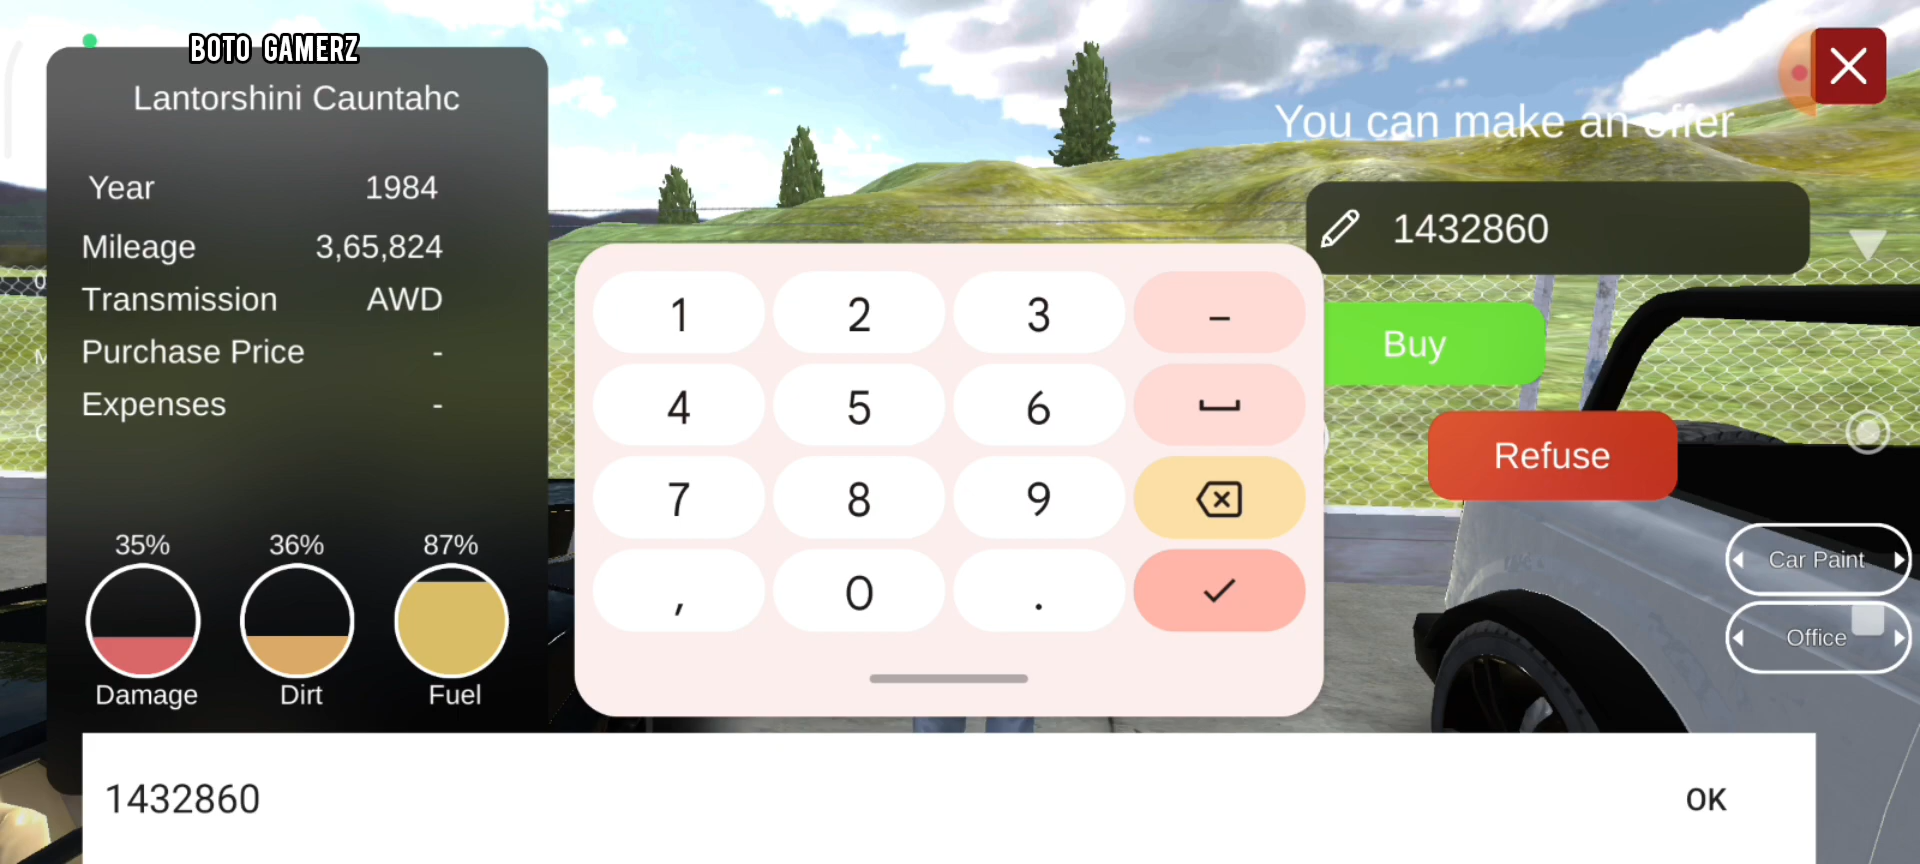 BOTO GAMERZ
Lantorshini Cauntahc
Year 1984
Mileage 3,65,824
Transmission AWD
Purchase Price -
Expenses -
35% 36% 87%
Damage Dirt Fuel
You can make an offer
1432860
Buy
Refuse
Car Paint
Office
1 2 3 –
4 5 6
7 8 9
, 0 .
1432860
OK